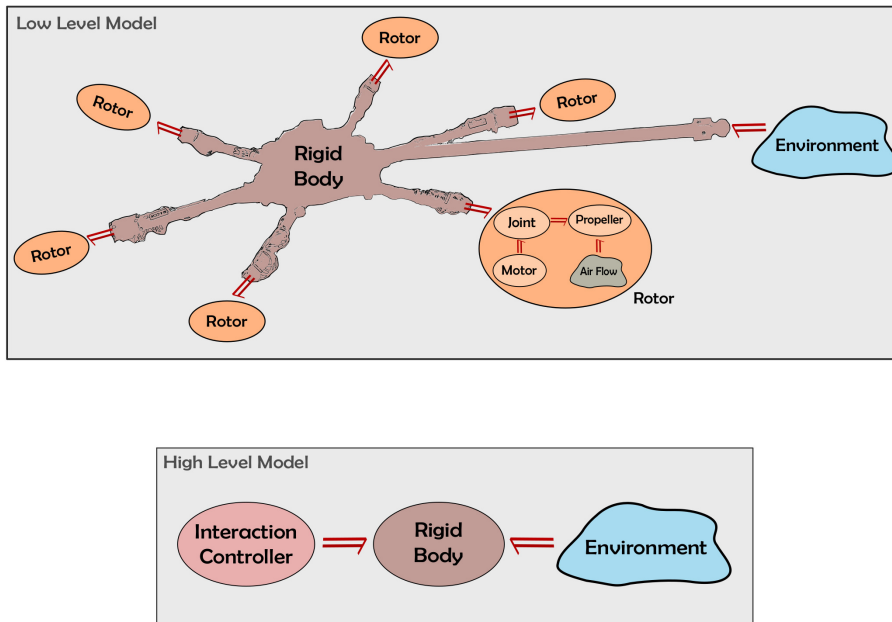 Low Level Model
Rotor
Rotor
Rotor
Environment
Rigid
Body
Joint
Propeller
Motor
Air Flow
Rotor
Rotor
Rotor
High Level Model
Interaction
Controller
Rigid
Body
Environment